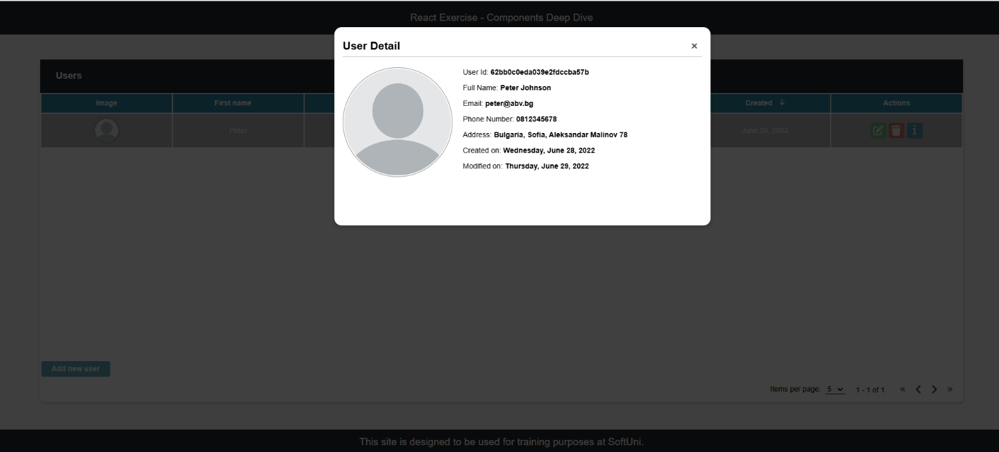 React Exercise - Components Deep Dive
User Detail
×
Users
User Id: 62bb0c0eda039e2fdccba57b
Full Name: Peter Johnson
Email: peter@abv.bg
Phone Number: 0812345678
Address: Bulgaria, Sofia, Aleksandar Malinov 78
Created on: Wednesday, June 28, 2022
Modified on: Thursday, June 29, 2022
Image First name Created ↓ Actions
Peter June 28, 2022
Add new user
Items per page: 5 1 - 1 of 1
This site is designed to be used for training purposes at SoftUni.